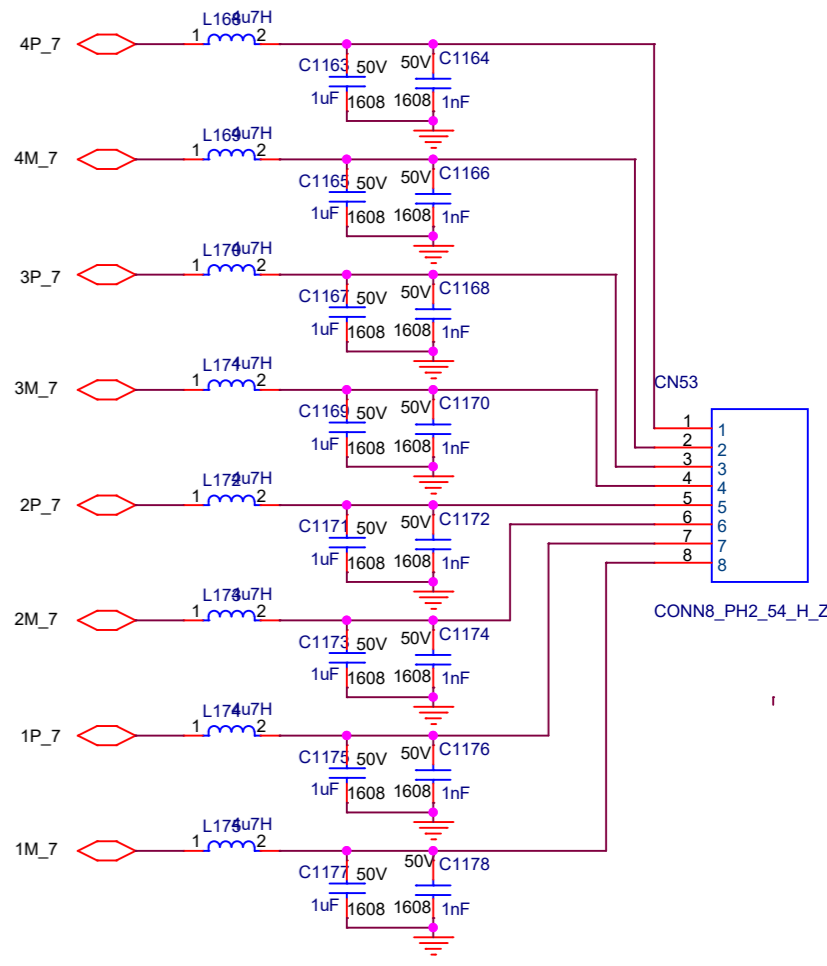 L168 4u7H
4P_7 1 2
C1163 50V 50V C1164
1uF 1608 1608 1nF
L169 4u7H
4M_7 1 2
C1165 50V 50V C1166
1uF 1608 1608 1nF
L170 4u7H
3P_7 1 2
C1167 50V 50V C1168
1uF 1608 1608 1nF
L171 4u7H
3M_7 1 2
C1169 50V 50V C1170
1uF 1608 1608 1nF
L172 4u7H
2P_7 1 2
C1171 50V 50V C1172
1uF 1608 1608 1nF
L173 4u7H
2M_7 1 2
C1173 50V 50V C1174
1uF 1608 1608 1nF
L174 4u7H
1P_7 1 2
C1175 50V 50V C1176
1uF 1608 1608 1nF
L175 4u7H
1M_7 1 2
C1177 50V 50V C1178
1uF 1608 1608 1nF
CN53
1 1
2 2
3 3
4 4
5 5
6 6
7 7
8 8
CONN8_PH2_54_H_Z